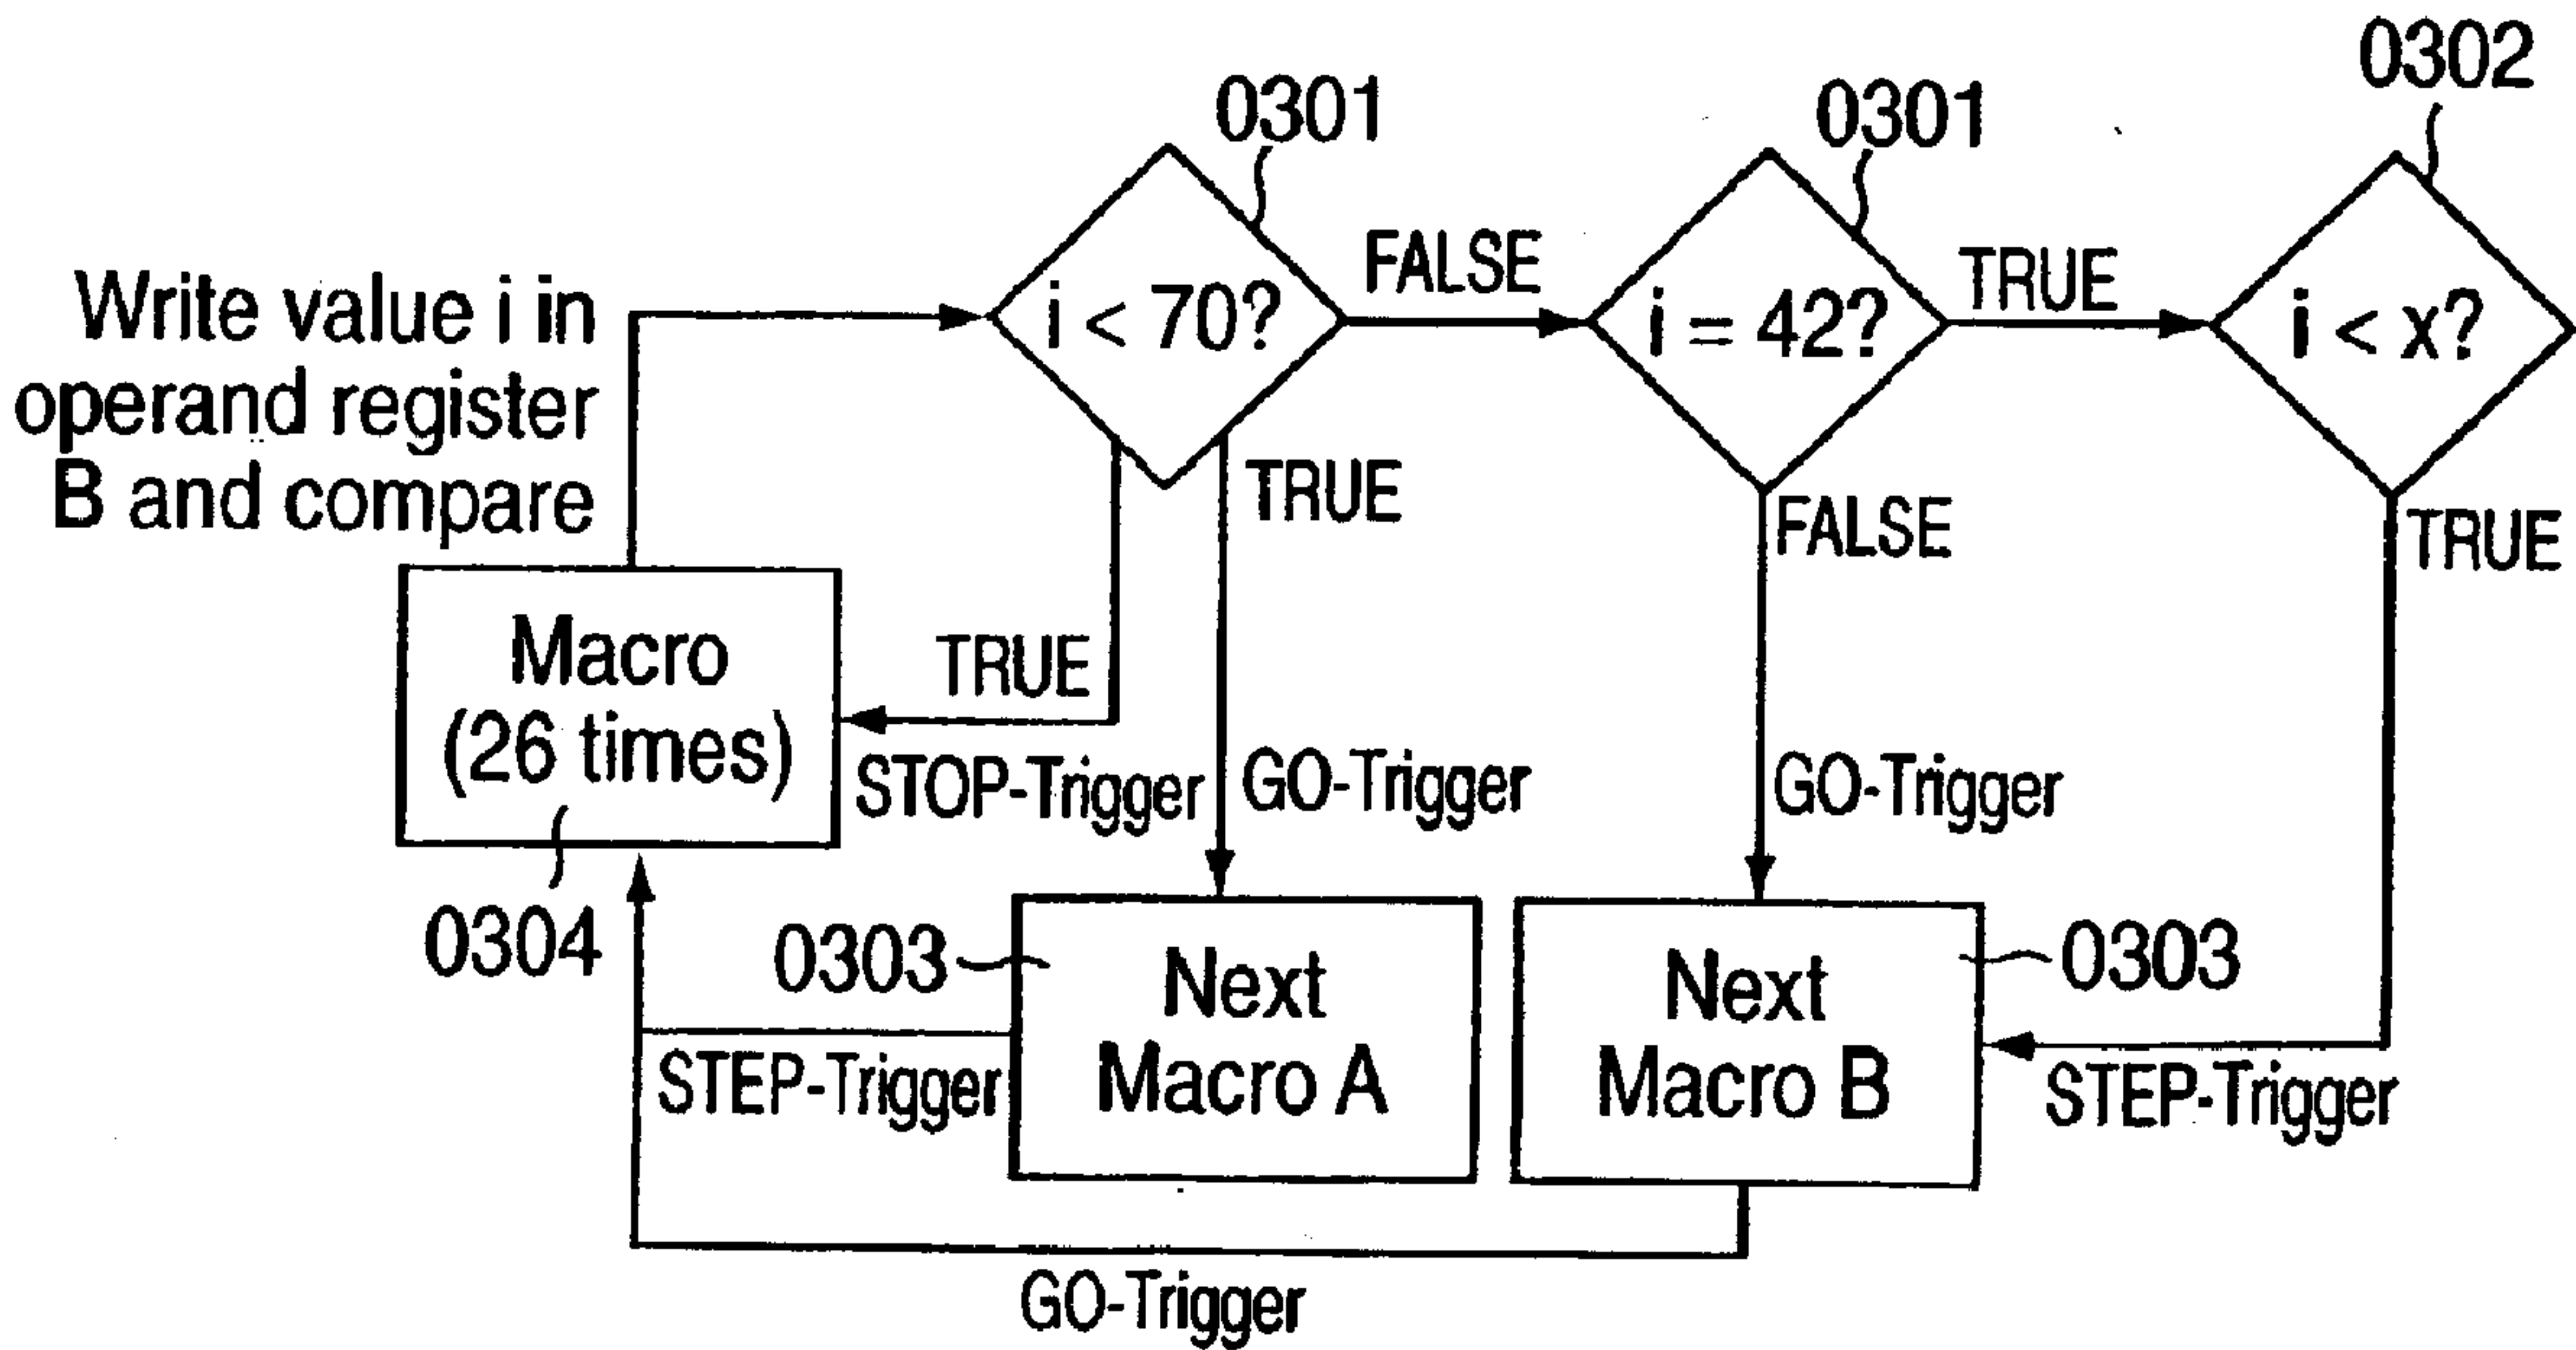 0302
0301
0301
Write value i in
operand register
B and compare
i < 70?
FALSE
i = 42?
TRUE
i < x?
TRUE
FALSE
TRUE
Macro
(26 times)
TRUE
STOP-Trigger
GO-Trigger
GO-Trigger
0304
0303
Next
Macro A
Next
Macro B
0303
STEP-Trigger
STEP-Trigger
GO-Trigger